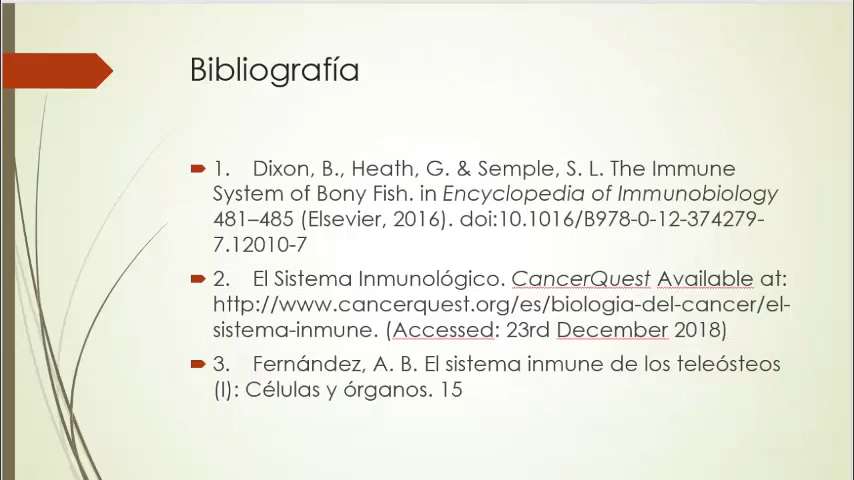 Bibliografía
1. Dixon, B., Heath, G. & Semple, S. L. The Immune
System of Bony Fish. in Encyclopedia of Immunobiology
481–485 (Elsevier, 2016). doi:10.1016/B978-0-12-374279-
7.12010-7
2. El Sistema Inmunológico. CancerQuest Available at:
http://www.cancerquest.org/es/biologia-del-cancer/el-
sistema-inmune. (Accessed: 23rd December 2018)
3. Fernández, A. B. El sistema inmune de los teleósteos
(I): Células y órganos. 15